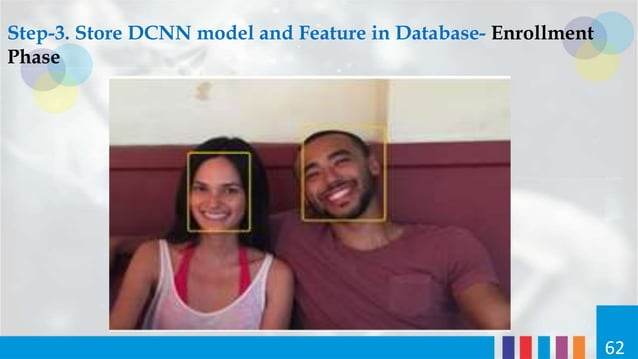 Step-3. Store DCNN model and Feature in Database- Enrollment
Phase
62